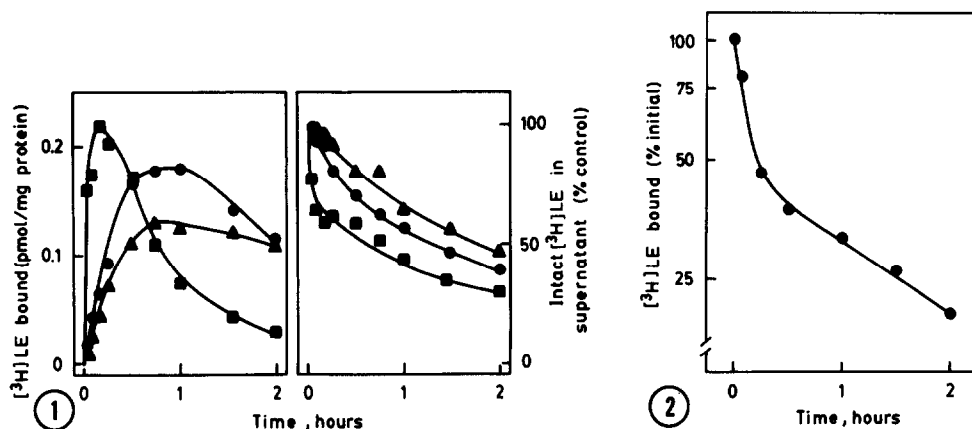 [³H]LE bound (pmol/mg protein)
0.2
0.1
0
0 1 2
0 1 2
Time, hours
100
50
0
Intact [³H]LE in
supernatant (% control)
1
[³H]LE bound (% initial)
100
75
50
25
0 1 2
Time, hours
2